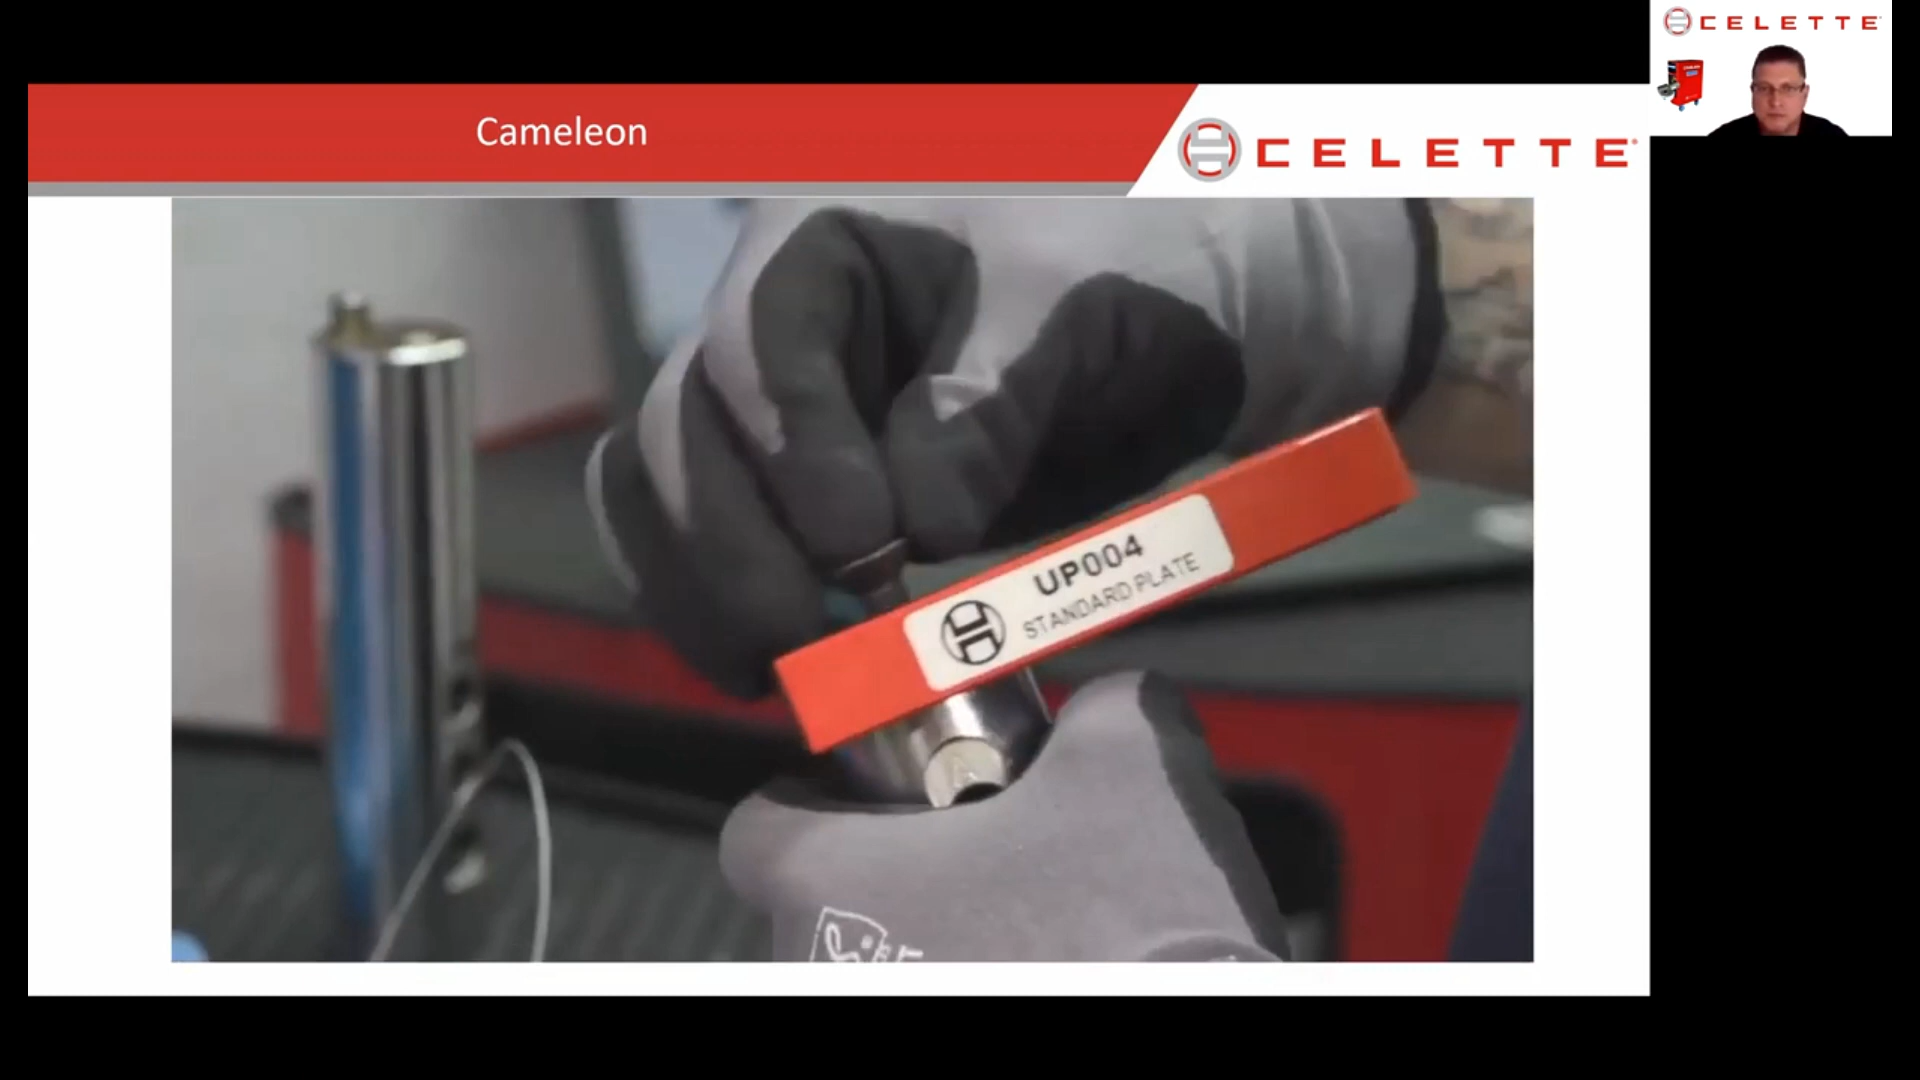 Cameleon
CELETTE
CELETTE
UP004
STANDARD PLATE